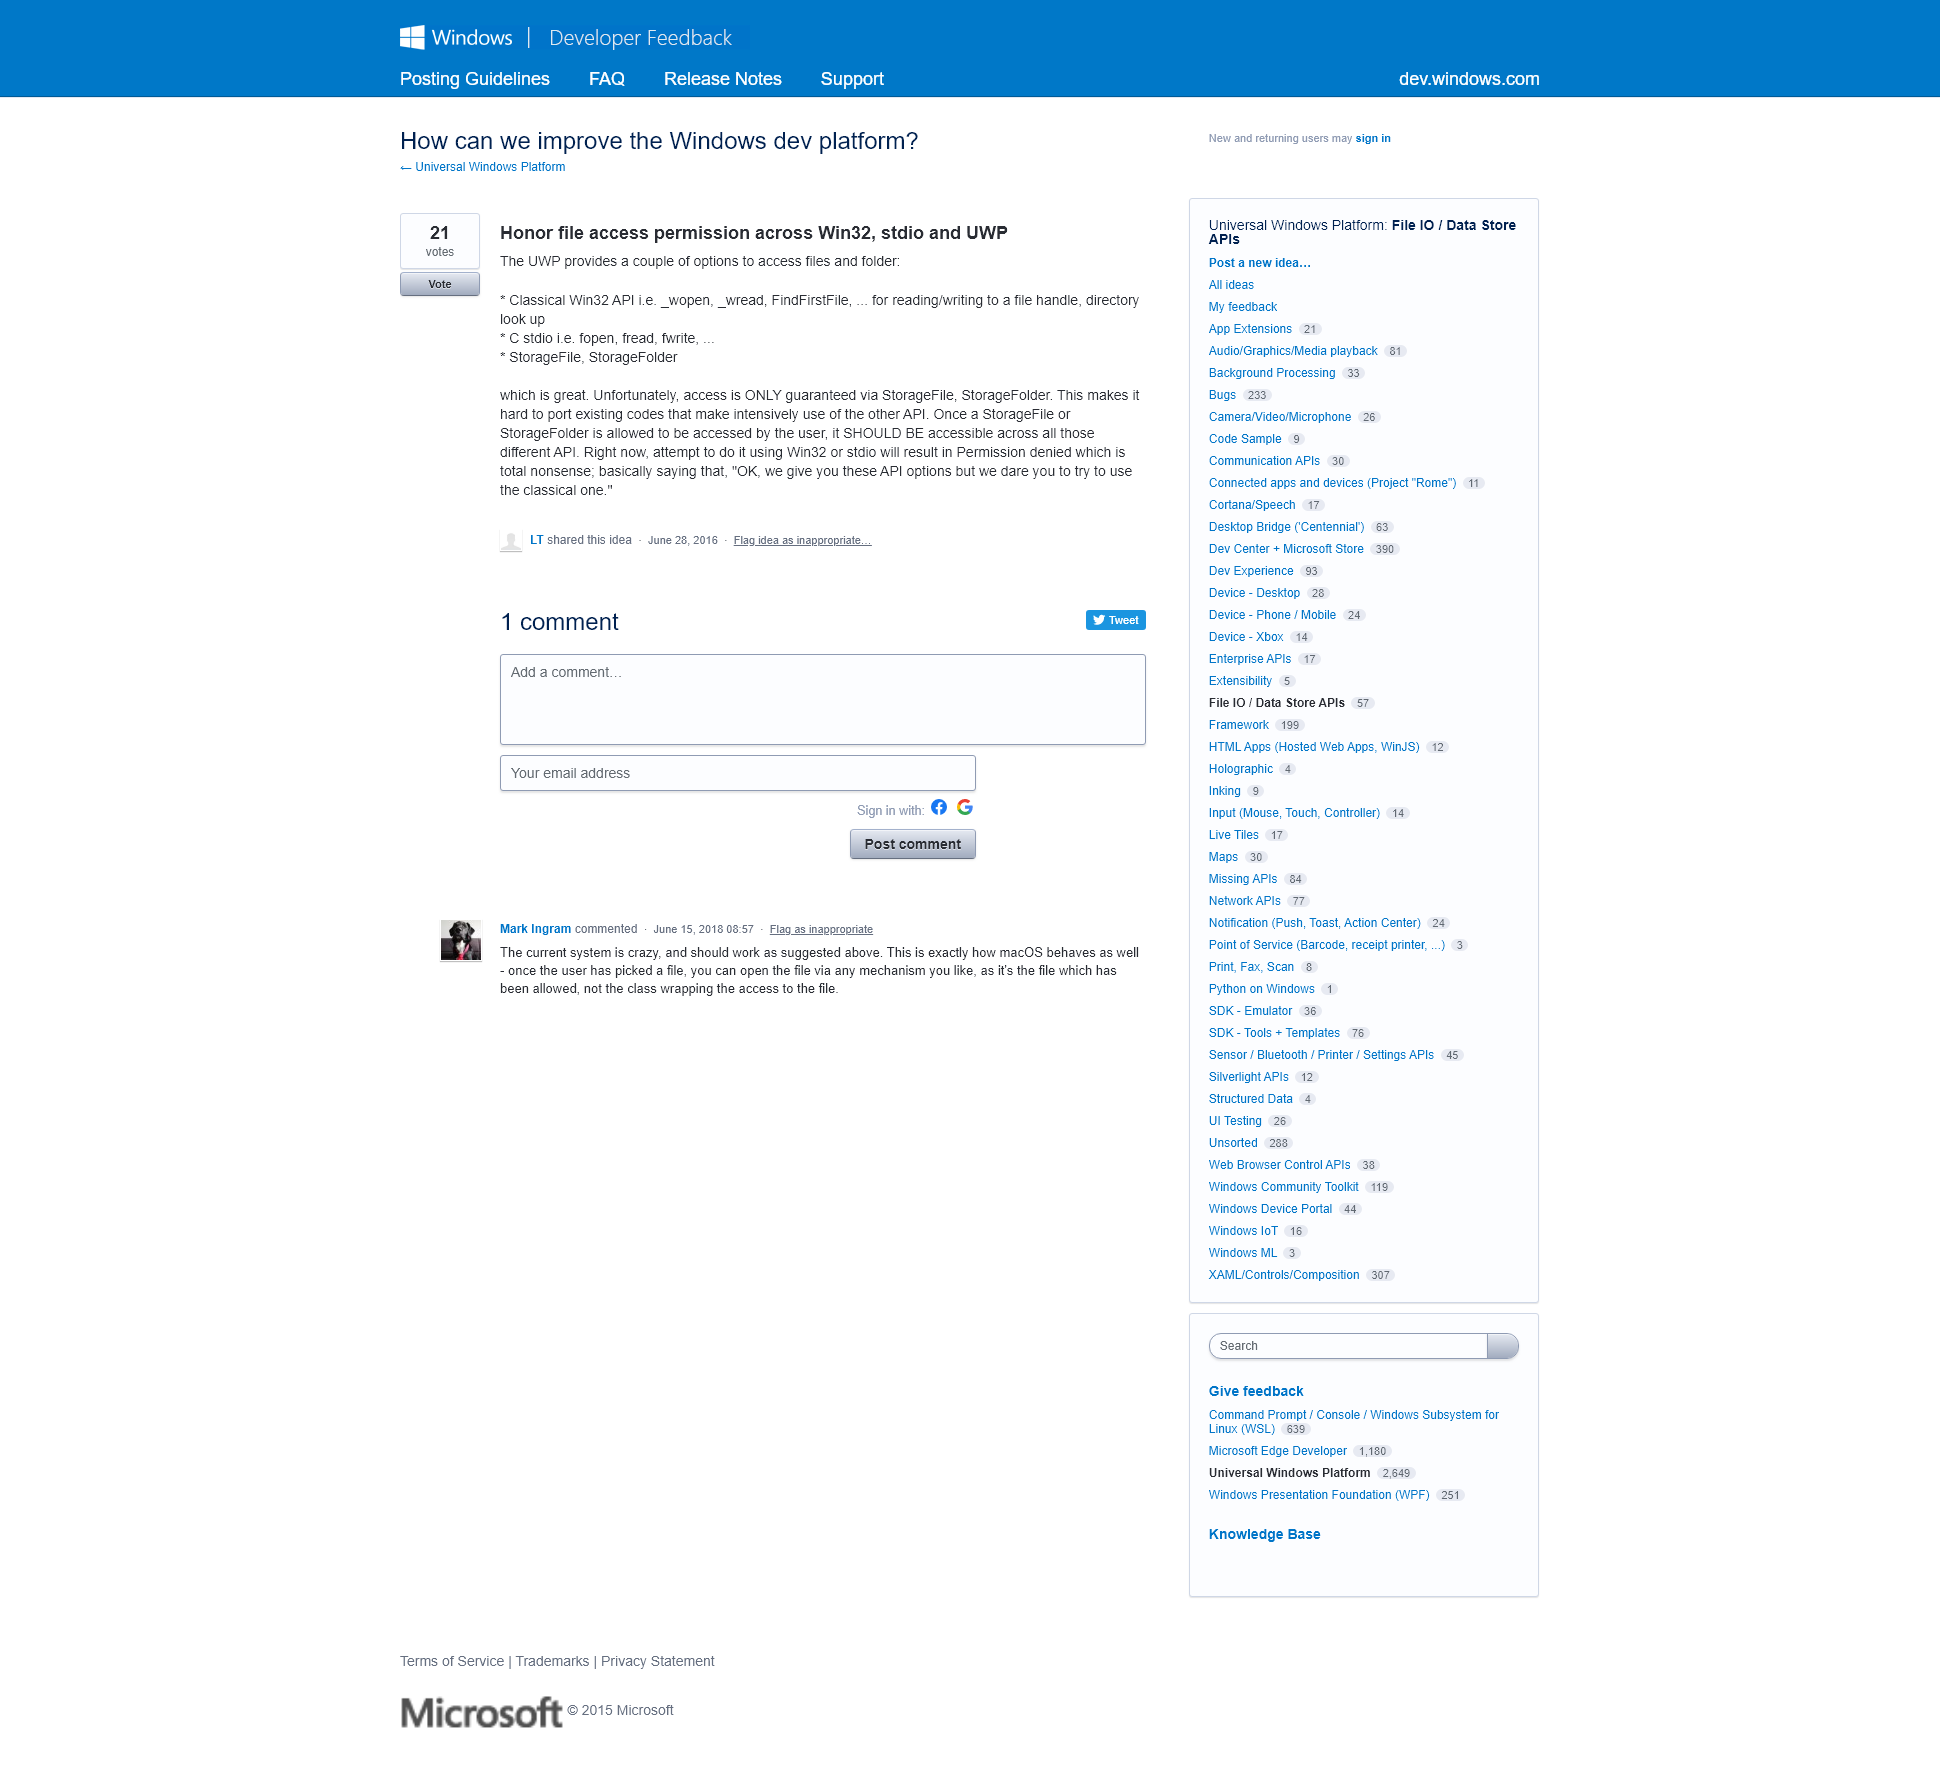 Windows | Developer Feedback
Posting Guidelines FAQ Release Notes Support dev.windows.com
How can we improve the Windows dev platform?
← Universal Windows Platform
New and returning users may sign in
21
votes
Vote
Honor file access permission across Win32, stdio and UWP
The UWP provides a couple of options to access files and folder:
* Classical Win32 API i.e. _wopen, _wread, FindFirstFile, ... for reading/writing to a file handle, directory
look up
* C stdio i.e. fopen, fread, fwrite, ...
* StorageFile, StorageFolder
which is great. Unfortunately, access is ONLY guaranteed via StorageFile, StorageFolder. This makes it
hard to port existing codes that make intensively use of the other API. Once a StorageFile or
StorageFolder is allowed to be accessed by the user, it SHOULD BE accessible across all those
different API. Right now, attempt to do it using Win32 or stdio will result in Permission denied which is
total nonsense; basically saying that, "OK, we give you these API options but we dare you to try to use
the classical one."
LT shared this idea · June 28, 2016 · Flag idea as inappropriate…
1 comment
Tweet
Add a comment…
Your email address
Sign in with:
Post comment
Mark Ingram commented · June 15, 2018 08:57 · Flag as inappropriate
The current system is crazy, and should work as suggested above. This is exactly how macOS behaves as well
- once the user has picked a file, you can open the file via any mechanism you like, as it's the file which has
been allowed, not the class wrapping the access to the file.
Universal Windows Platform: File IO / Data Store
APIs
Post a new idea…
All ideas
My feedback
App Extensions 21
Audio/Graphics/Media playback 81
Background Processing 33
Bugs 233
Camera/Video/Microphone 26
Code Sample 9
Communication APIs 30
Connected apps and devices (Project "Rome") 11
Cortana/Speech 17
Desktop Bridge ('Centennial') 63
Dev Center + Microsoft Store 390
Dev Experience 93
Device - Desktop 28
Device - Phone / Mobile 24
Device - Xbox 14
Enterprise APIs 17
Extensibility 5
File IO / Data Store APIs 57
Framework 199
HTML Apps (Hosted Web Apps, WinJS) 12
Holographic 4
Inking 9
Input (Mouse, Touch, Controller) 14
Live Tiles 17
Maps 30
Missing APIs 84
Network APIs 77
Notification (Push, Toast, Action Center) 24
Point of Service (Barcode, receipt printer, ...) 3
Print, Fax, Scan 8
Python on Windows 1
SDK - Emulator 36
SDK - Tools + Templates 76
Sensor / Bluetooth / Printer / Settings APIs 45
Silverlight APIs 12
Structured Data 4
UI Testing 26
Unsorted 288
Web Browser Control APIs 38
Windows Community Toolkit 119
Windows Device Portal 44
Windows IoT 16
Windows ML 3
XAML/Controls/Composition 307
Search
Give feedback
Command Prompt / Console / Windows Subsystem for
Linux (WSL) 639
Microsoft Edge Developer 1,180
Universal Windows Platform 2,649
Windows Presentation Foundation (WPF) 251
Knowledge Base
Terms of Service | Trademarks | Privacy Statement
Microsoft © 2015 Microsoft